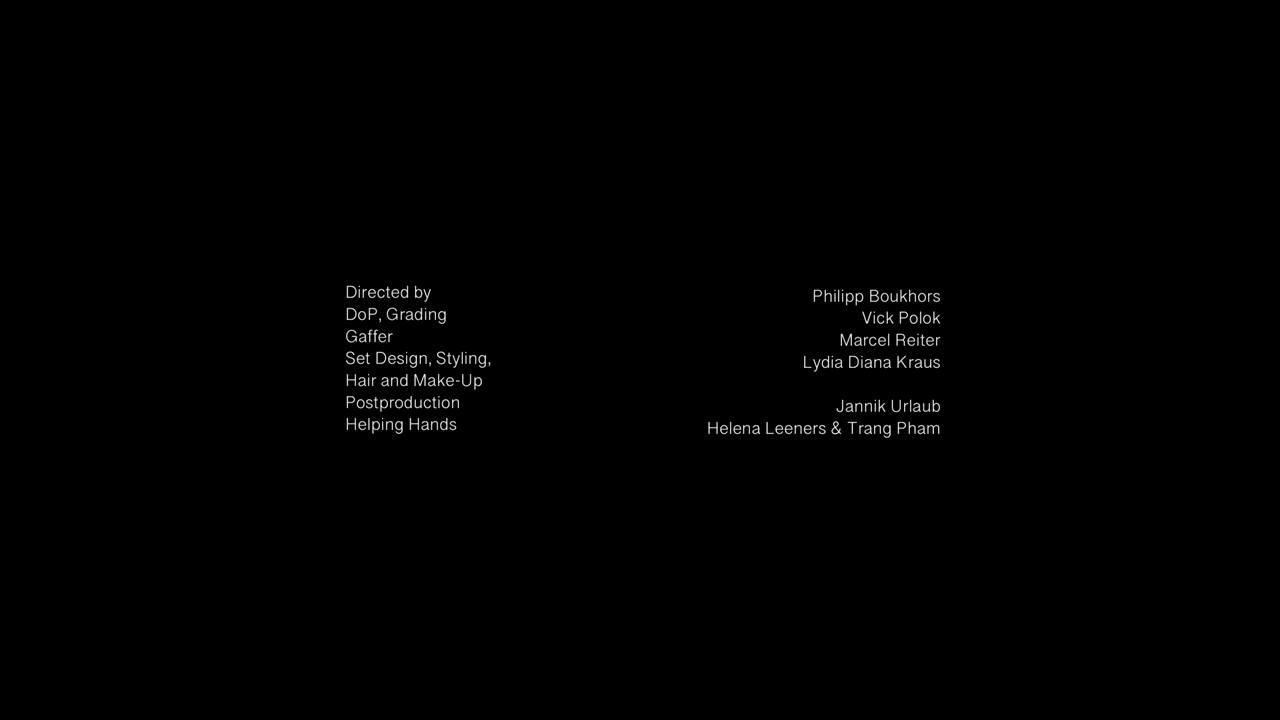 Directed by Philipp Boukhors
DoP, Grading Vick Polok
Gaffer Marcel Reiter
Set Design, Styling, Lydia Diana Kraus
Hair and Make-Up
Postproduction Jannik Urlaub
Helping Hands Helena Leeners & Trang Pham